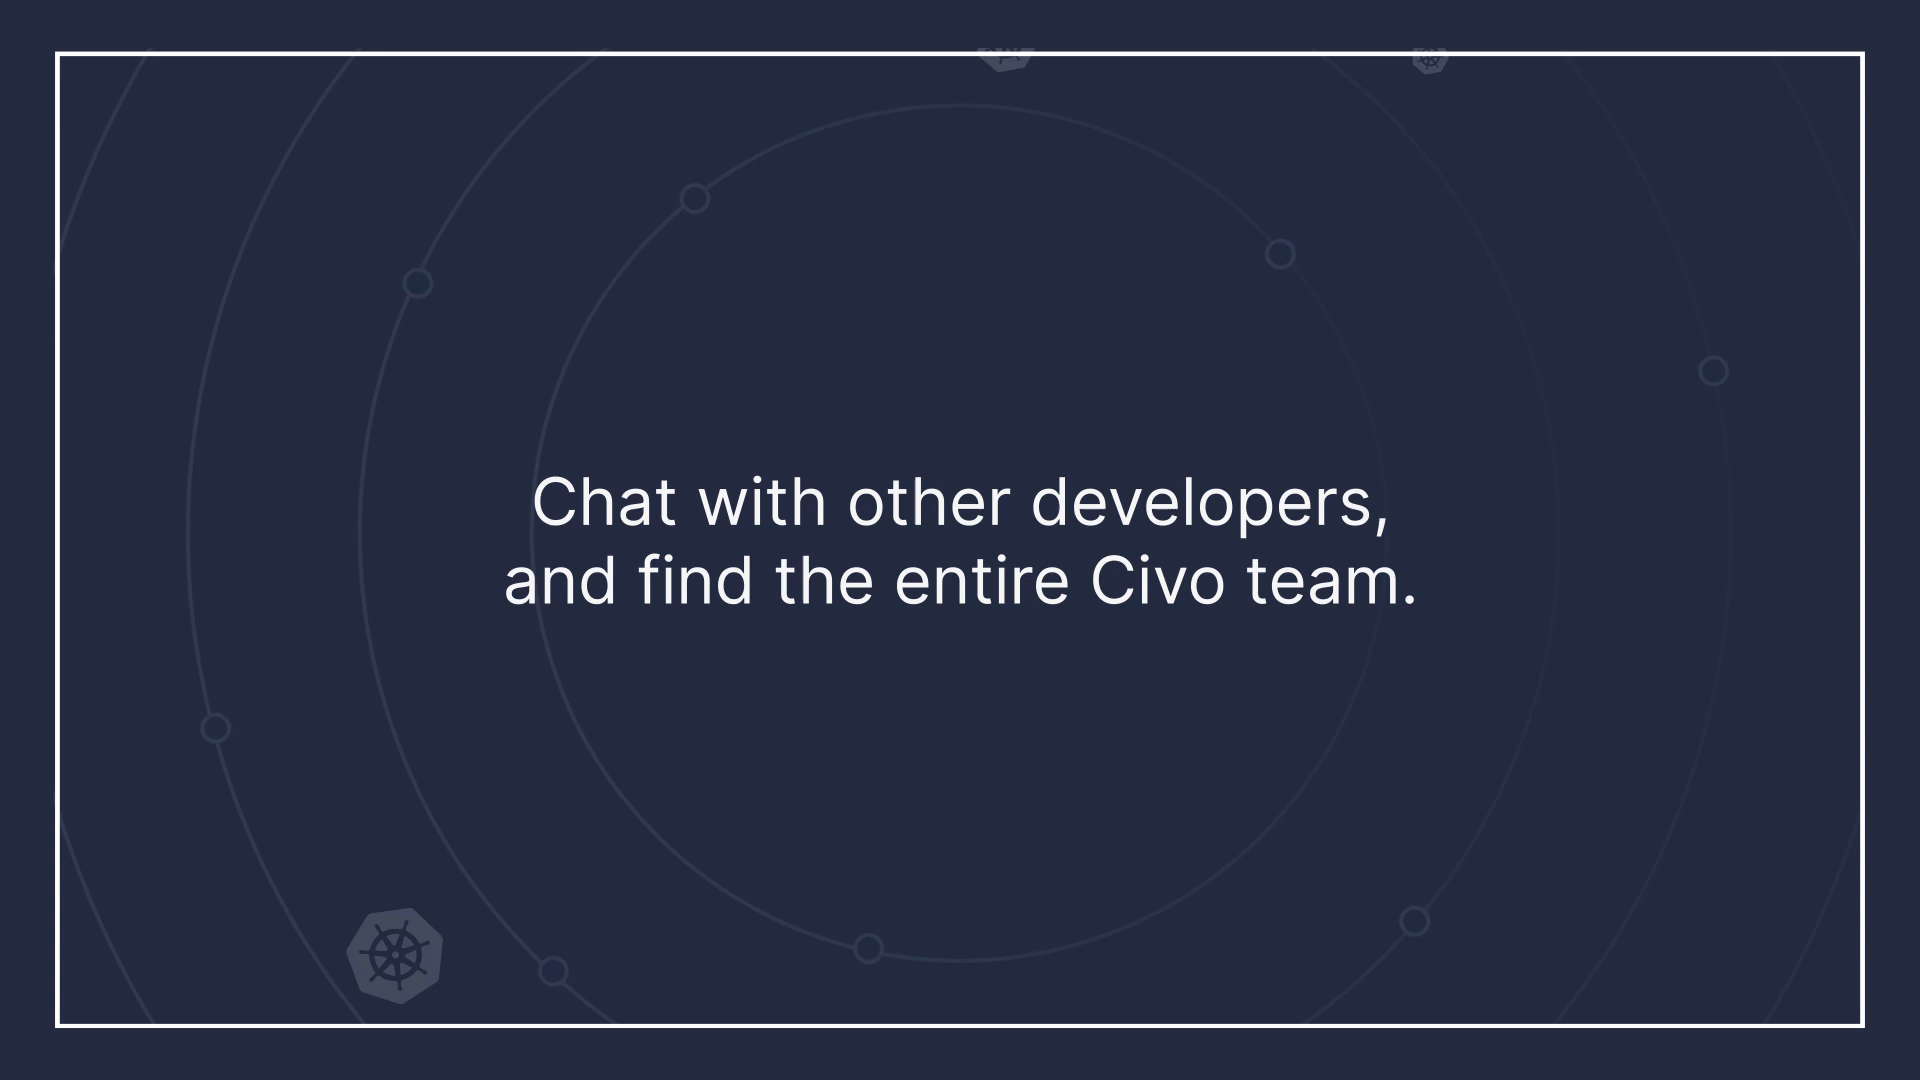 Chat with other developers,
and find the entire Civo team.